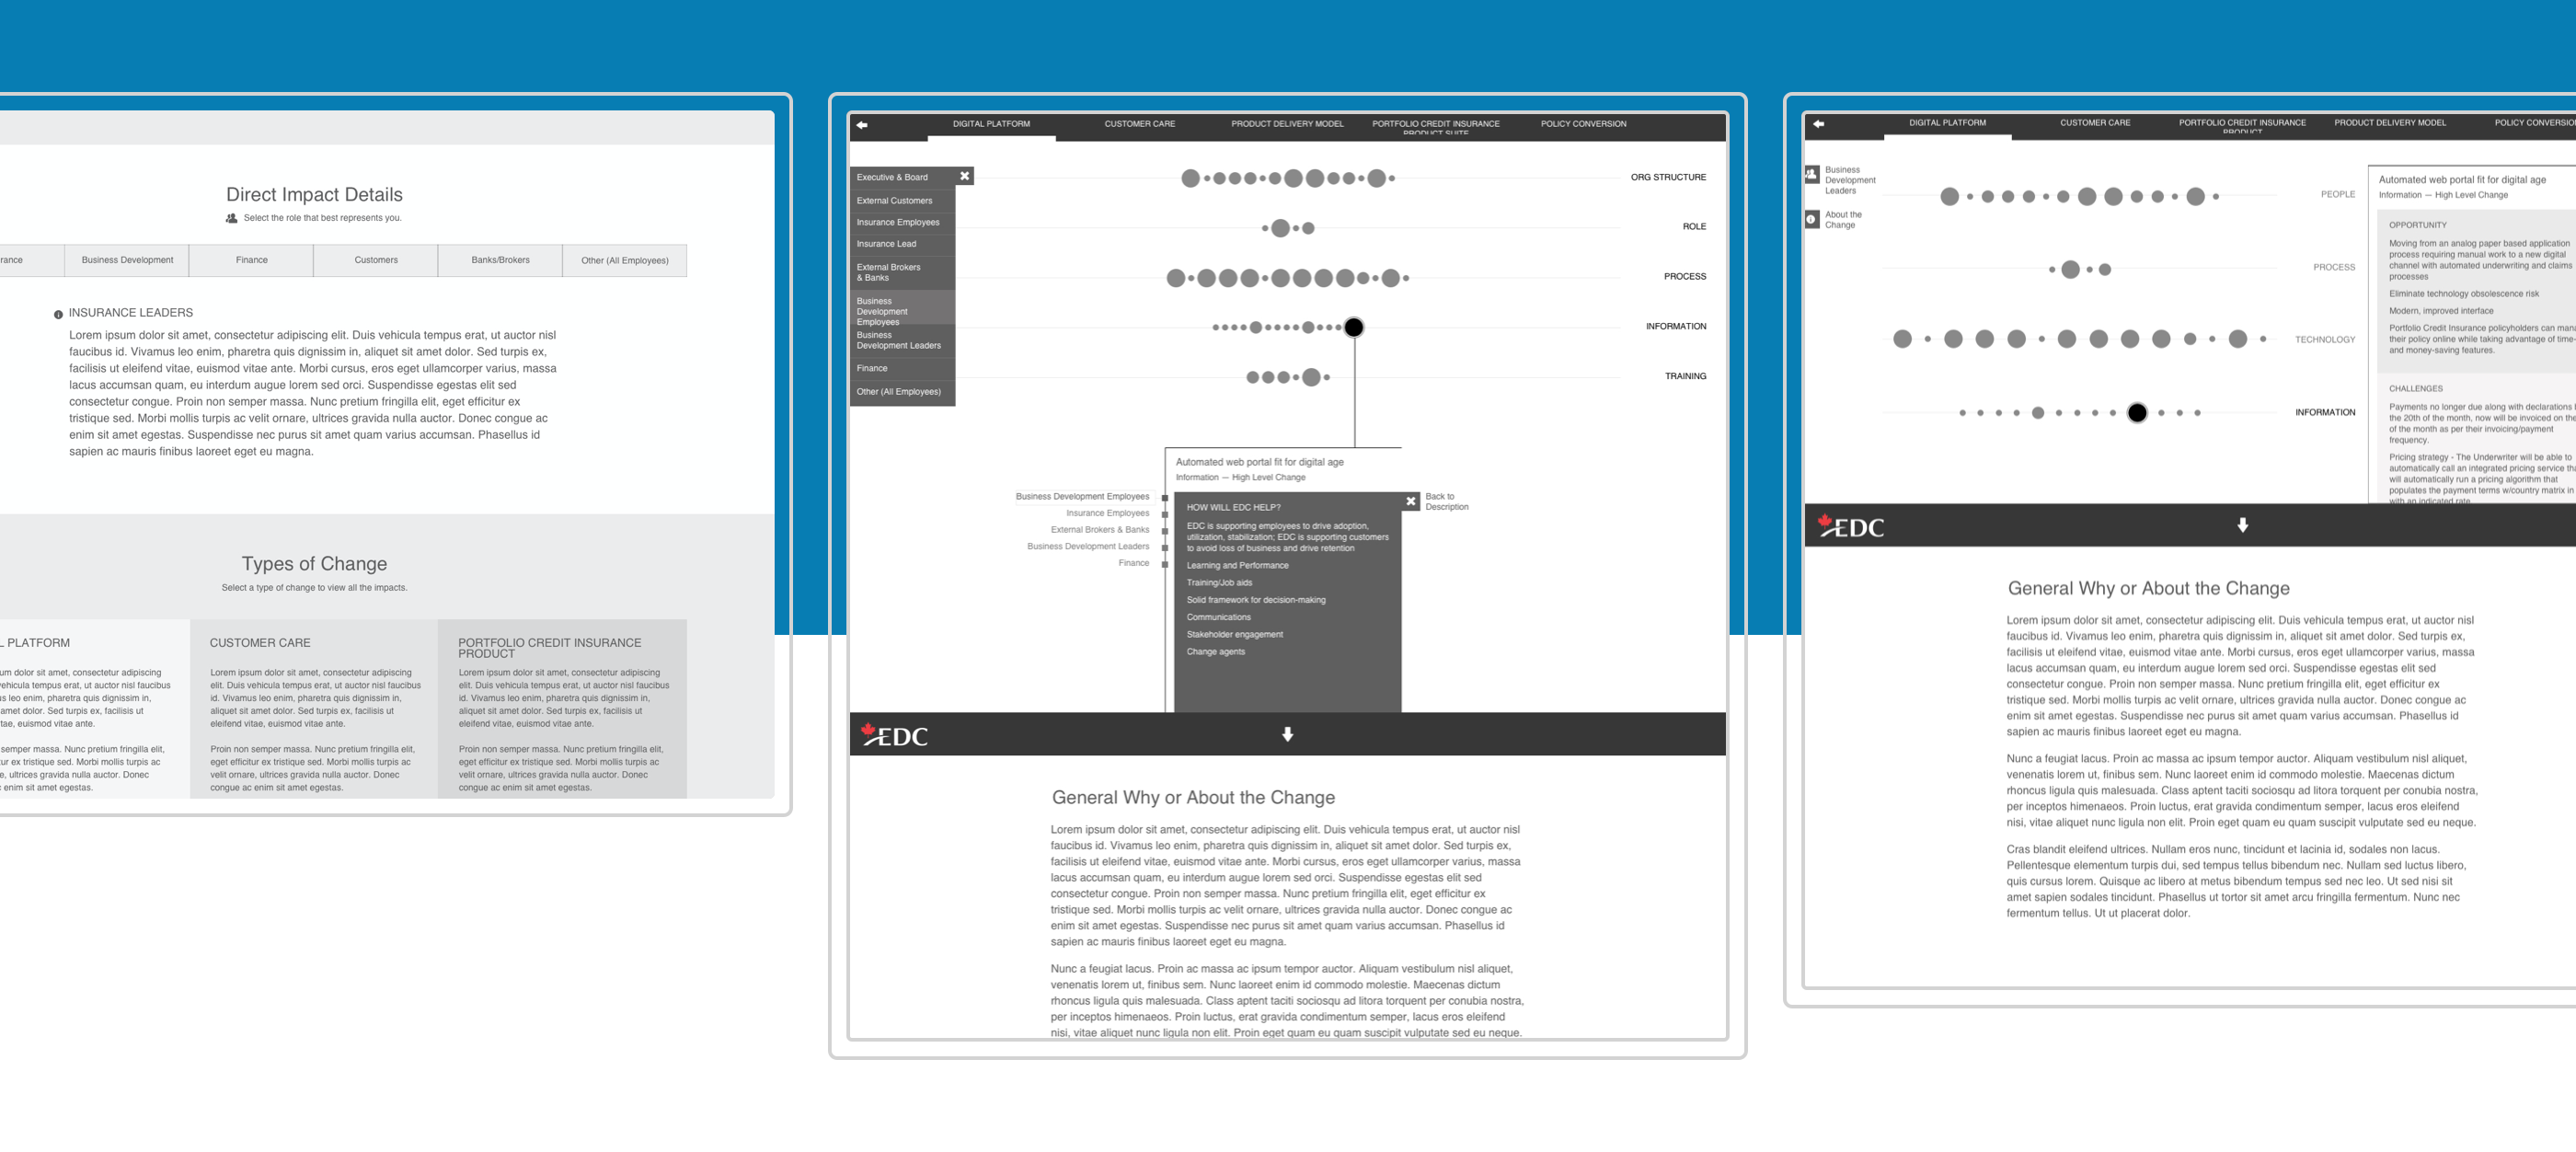 Direct Impact Details
Select the role that best represents you.
rance
Business Development
Finance
Customers
Banks/Brokers
Other (All Employees)
INSURANCE LEADERS
Lorem ipsum dolor sit amet, consectetur adipiscing elit. Duis vehicula tempus erat, ut auctor nisl
faucibus id. Vivamus leo enim, pharetra quis dignissim in, aliquet sit amet dolor. Sed turpis ex,
facilisis ut eleifend vitae, euismod vitae ante. Morbi cursus, eros eget ullamcorper varius, massa
lacus accumsan quam, eu interdum augue lorem sed orci. Suspendisse egestas elit sed
consectetur congue. Proin non semper massa. Nunc pretium fringilla elit, eget efficitur ex
tristique sed. Morbi mollis turpis ac velit ornare, ultrices gravida nulla auctor. Donec congue ac
enim sit amet egestas. Suspendisse nec purus sit amet quam varius accumsan. Phasellus id
sapien ac mauris finibus laoreet eget eu magna.
Types of Change
Select a type of change to view all the impacts.
L PLATFORM
um dolor sit amet, consectetur adipiscing
vehicula tempus erat, ut auctor nisl faucibus
s leo enim, pharetra quis dignissim in,
amet dolor. Sed turpis ex, facilisis ut
tae, euismod vitae ante.
semper massa. Nunc pretium fringilla elit,
ur ex tristique sed. Morbi mollis turpis ac
e, ultrices gravida nulla auctor. Donec
c enim sit amet egestas.
CUSTOMER CARE
Lorem ipsum dolor sit amet, consectetur adipiscing
elit. Duis vehicula tempus erat, ut auctor nisl faucibus
id. Vivamus leo enim, pharetra quis dignissim in,
aliquet sit amet dolor. Sed turpis ex, facilisis ut
eleifend vitae, euismod vitae ante.
Proin non semper massa. Nunc pretium fringilla elit,
eget efficitur ex tristique sed. Morbi mollis turpis ac
velit ornare, ultrices gravida nulla auctor. Donec
congue ac enim sit amet egestas.
PORTFOLIO CREDIT INSURANCE
PRODUCT
Lorem ipsum dolor sit amet, consectetur adipiscing
elit. Duis vehicula tempus erat, ut auctor nisl faucibus
id. Vivamus leo enim, pharetra quis dignissim in,
aliquet sit amet dolor. Sed turpis ex, facilisis ut
eleifend vitae, euismod vitae ante.
Proin non semper massa. Nunc pretium fringilla elit,
eget efficitur ex tristique sed. Morbi mollis turpis ac
velit ornare, ultrices gravida nulla auctor. Donec
congue ac enim sit amet egestas.
DIGITAL PLATFORM
CUSTOMER CARE
PRODUCT DELIVERY MODEL
PORTFOLIO CREDIT INSURANCE
PRODUCT SUITE
POLICY CONVERSION
Executive & Board
External Customers
Insurance Employees
Insurance Lead
External Brokers
& Banks
Business
Development
Employees
Business
Development Leaders
Finance
Other (All Employees)
ORG STRUCTURE
ROLE
PROCESS
INFORMATION
TRAINING
Automated web portal fit for digital age
Information — High Level Change
Business Development Employees
Insurance Employees
External Brokers & Banks
Business Development Leaders
Finance
HOW WILL EDC HELP?
EDC is supporting employees to drive adoption,
utilization, stabilization; EDC is supporting customers
to avoid loss of business and drive retention
Learning and Performance
Training/Job aids
Solid framework for decision-making
Communications
Stakeholder engagement
Change agents
Back to
Description
EDC
General Why or About the Change
Lorem ipsum dolor sit amet, consectetur adipiscing elit. Duis vehicula tempus erat, ut auctor nisl
faucibus id. Vivamus leo enim, pharetra quis dignissim in, aliquet sit amet dolor. Sed turpis ex,
facilisis ut eleifend vitae, euismod vitae ante. Morbi cursus, eros eget ullamcorper varius, massa
lacus accumsan quam, eu interdum augue lorem sed orci. Suspendisse egestas elit sed
consectetur congue. Proin non semper massa. Nunc pretium fringilla elit, eget efficitur ex
tristique sed. Morbi mollis turpis ac velit ornare, ultrices gravida nulla auctor. Donec congue ac
enim sit amet egestas. Suspendisse nec purus sit amet quam varius accumsan. Phasellus id
sapien ac mauris finibus laoreet eget eu magna.
Nunc a feugiat lacus. Proin ac massa ac ipsum tempor auctor. Aliquam vestibulum nisl aliquet,
venenatis lorem ut, finibus sem. Nunc laoreet enim id commodo molestie. Maecenas dictum
rhoncus ligula quis malesuada. Class aptent taciti sociosqu ad litora torquent per conubia nostra,
per inceptos himenaeos. Proin luctus, erat gravida condimentum semper, lacus eros eleifend
nisi, vitae aliquet nunc ligula non elit. Proin eget quam eu quam suscipit vulputate sed eu neque.
DIGITAL PLATFORM
CUSTOMER CARE
PORTFOLIO CREDIT INSURANCE
PRODUCT
PRODUCT DELIVERY MODEL
POLICY CONVERSIO
Business
Development
Leaders
About the
Change
PEOPLE
PROCESS
TECHNOLOGY
INFORMATION
Automated web portal fit for digital age
Information — High Level Change
OPPORTUNITY
Moving from an analog paper based application
process requiring manual work to a new digital
channel with automated underwriting and claims
processes
Eliminate technology obsolescence risk
Modern, improved interface
Portfolio Credit Insurance policyholders can mana
their policy online while taking advantage of time-
and money-saving features.
CHALLENGES
Payments no longer due along with declarations
the 20th of the month, now will be invoiced on the
of the month as per their invoicing/payment
frequency.
Pricing strategy - The Underwriter will be able to
automatically call an integrated pricing service tha
will automatically run a pricing algorithm that
populates the payment terms w/country matrix in
with an indicated rate
EDC
General Why or About the Change
Lorem ipsum dolor sit amet, consectetur adipiscing elit. Duis vehicula tempus erat, ut auctor nisl
faucibus id. Vivamus leo enim, pharetra quis dignissim in, aliquet sit amet dolor. Sed turpis ex,
facilisis ut eleifend vitae, euismod vitae ante. Morbi cursus, eros eget ullamcorper varius, massa
lacus accumsan quam, eu interdum augue lorem sed orci. Suspendisse egestas elit sed
consectetur congue. Proin non semper massa. Nunc pretium fringilla elit, eget efficitur ex
tristique sed. Morbi mollis turpis ac velit ornare, ultrices gravida nulla auctor. Donec congue ac
enim sit amet egestas. Suspendisse nec purus sit amet quam varius accumsan. Phasellus id
sapien ac mauris finibus laoreet eget eu magna.
Nunc a feugiat lacus. Proin ac massa ac ipsum tempor auctor. Aliquam vestibulum nisl aliquet,
venenatis lorem ut, finibus sem. Nunc laoreet enim id commodo molestie. Maecenas dictum
rhoncus ligula quis malesuada. Class aptent taciti sociosqu ad litora torquent per conubia nostra,
per inceptos himenaeos. Proin luctus, erat gravida condimentum semper, lacus eros eleifend
nisi, vitae aliquet nunc ligula non elit. Proin eget quam eu quam suscipit vulputate sed eu neque.
Cras blandit eleifend ultrices. Nullam eros nunc, tincidunt et lacinia id, sodales non lacus.
Pellentesque elementum turpis dui, sed tempus tellus bibendum nec. Nullam sed luctus libero,
quis cursus lorem. Quisque ac libero at metus bibendum tempus sed nec leo. Ut sed nisi sit
amet sapien sodales tincidunt. Phasellus ut tortor sit amet arcu fringilla fermentum. Nunc nec
fermentum tellus. Ut ut placerat dolor.